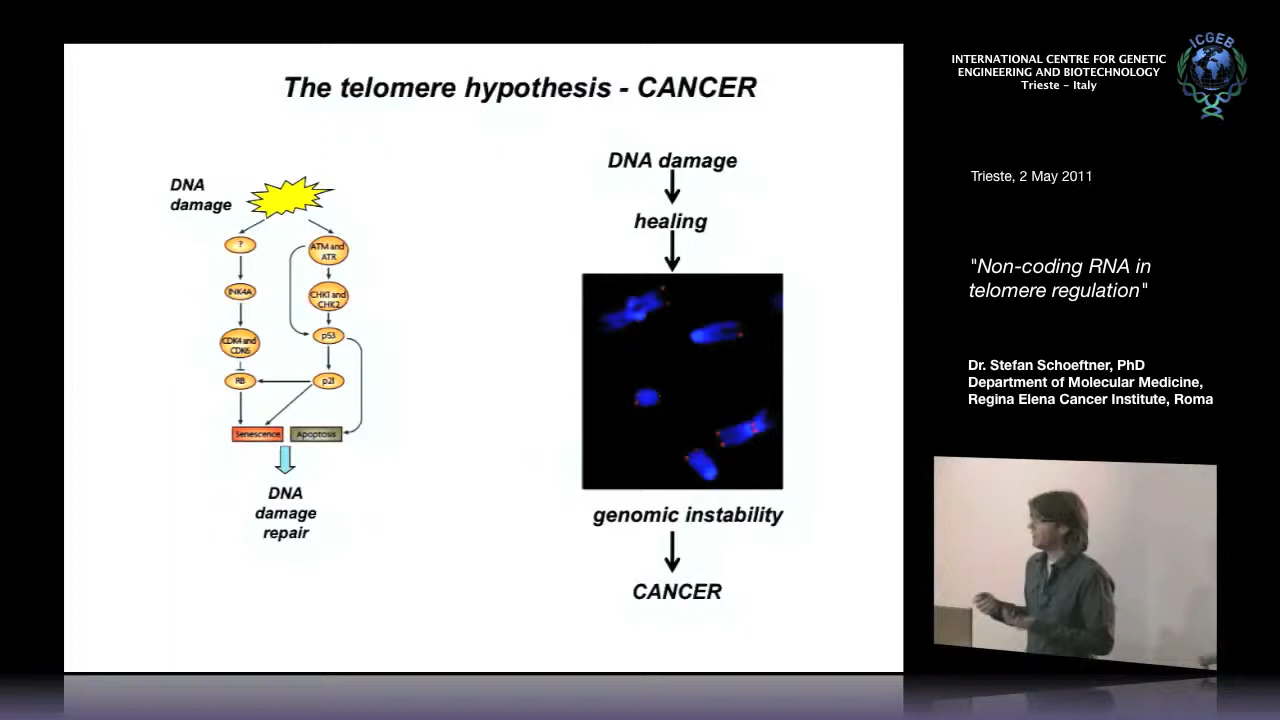 The telomere hypothesis - CANCER
DNA
damage
?
ATM and
ATR
INK4A
CHK1 and
CHK2
CDK4 and
CDK6
p53
RB
p21
Senescence
Apoptosis
DNA
damage
repair
DNA damage
healing
genomic instability
CANCER
ICGEB
INTERNATIONAL CENTRE FOR GENETIC
ENGINEERING AND BIOTECHNOLOGY
Trieste - Italy
Trieste, 2 May 2011
"Non-coding RNA in
telomere regulation"
Dr. Stefan Schoeftner, PhD
Department of Molecular Medicine,
Regina Elena Cancer Institute, Roma